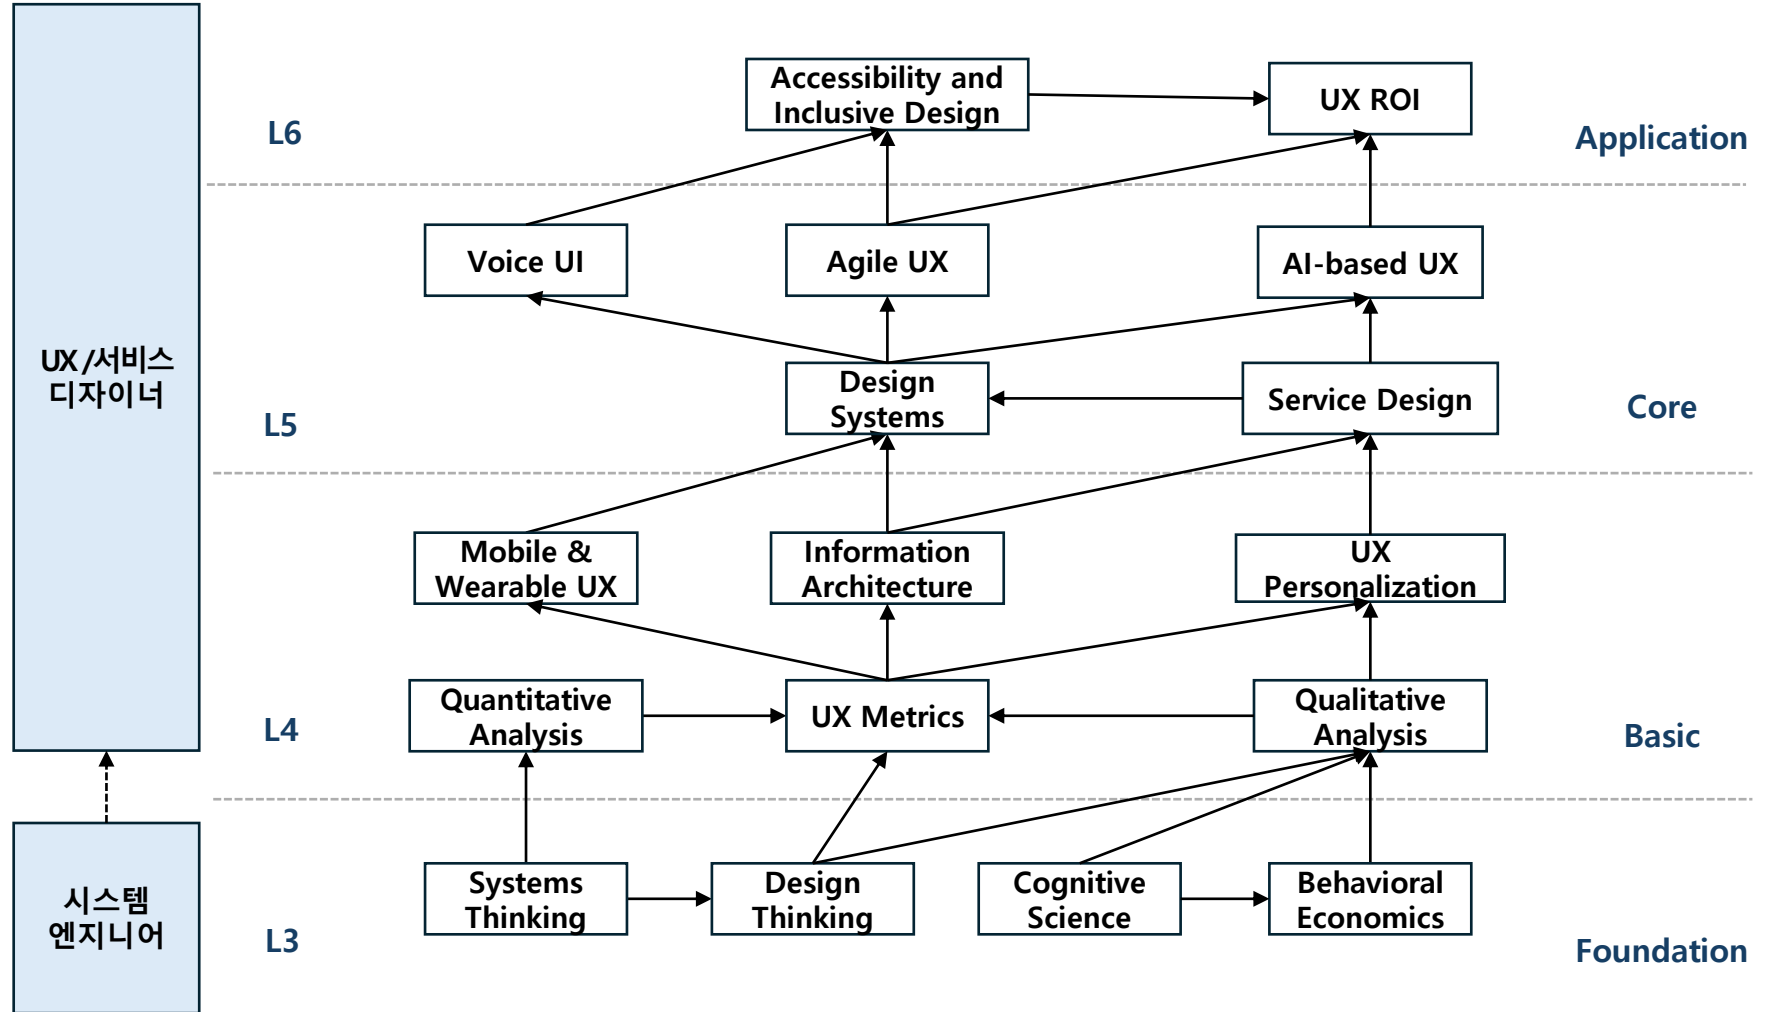 Accessibility and
Inclusive Design
UX ROI
L6
Application
Voice UI
Agile UX
AI-based UX
UX/서비스
디자이너
Design
Systems
Service Design
L5
Core
Mobile &
Wearable UX
Information
Architecture
UX
Personalization
Quantitative
Analysis
UX Metrics
Qualitative
Analysis
L4
Basic
시스템
엔지니어
Systems
Thinking
Design
Thinking
Cognitive
Science
Behavioral
Economics
L3
Foundation